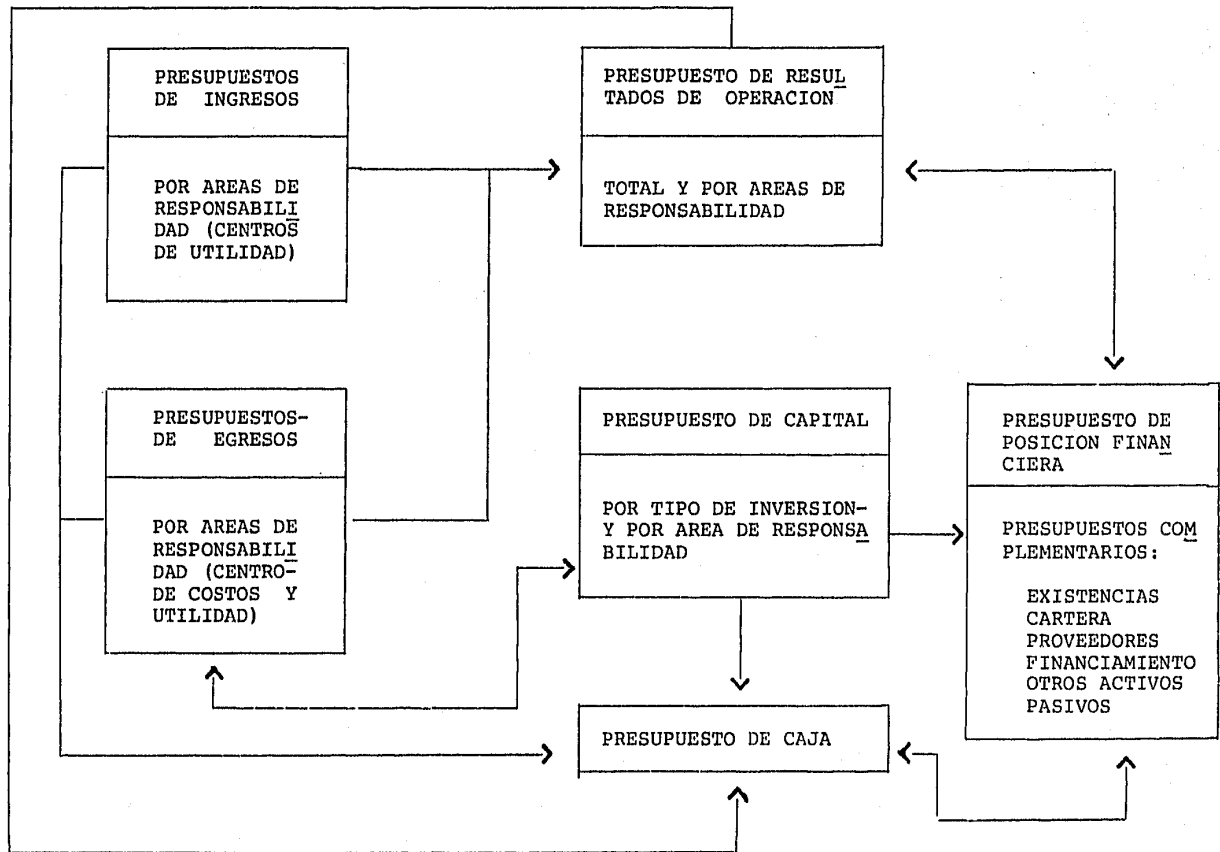 PRESUPUESTOS
DE INGRESOS
POR AREAS DE
RESPONSABILI
DAD (CENTROS
DE UTILIDAD)
PRESUPUESTO DE RESUL
TADOS DE OPERACION
TOTAL Y POR AREAS DE
RESPONSABILIDAD
PRESUPUESTOS-
DE EGRESOS
POR AREAS DE
RESPONSABILI
DAD (CENTRO-
DE COSTOS Y
UTILIDAD)
PRESUPUESTO DE CAPITAL
POR TIPO DE INVERSION-
Y POR AREA DE RESPONSA
BILIDAD
PRESUPUESTO DE
POSICION FINAN
CIERA
PRESUPUESTOS COM
PLEMENTARIOS:
EXISTENCIAS
CARTERA
PROVEEDORES
FINANCIAMIENTO
OTROS ACTIVOS
PASIVOS
PRESUPUESTO DE CAJA